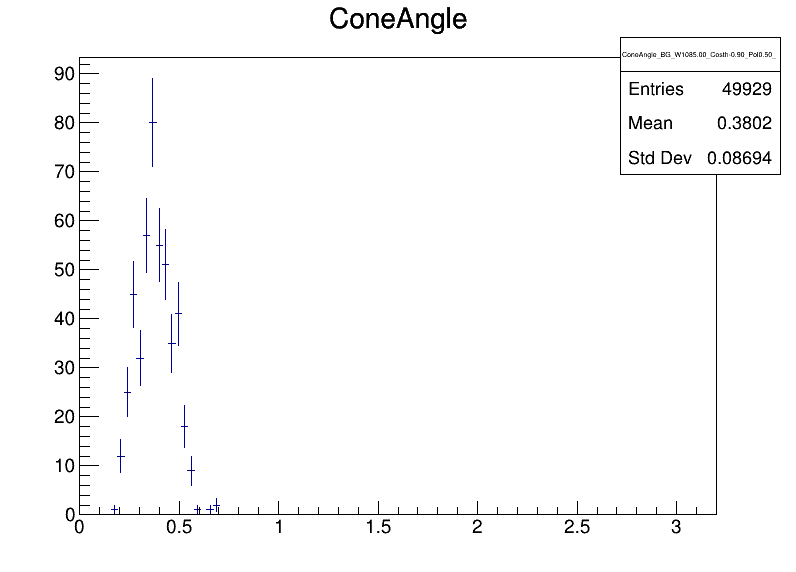 ConeAngle
ConeAngle_BG_W1085.00_Costh-0.90_Pol0.50_
Entries 49929
Mean 0.3802
Std Dev 0.08694
90
80
70
60
50
40
30
20
10
0
0 0.5 1 1.5 2 2.5 3